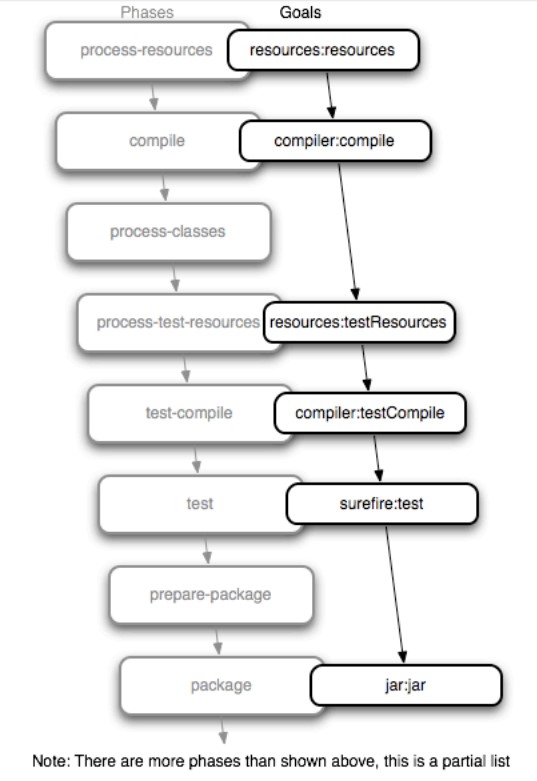 Phases Goals
process-resources resources:resources
compile compiler:compile
process-classes
process-test-resources resources:testResources
test-compile compiler:testCompile
test surefire:test
prepare-package
package jar:jar
Note: There are more phases than shown above, this is a partial list